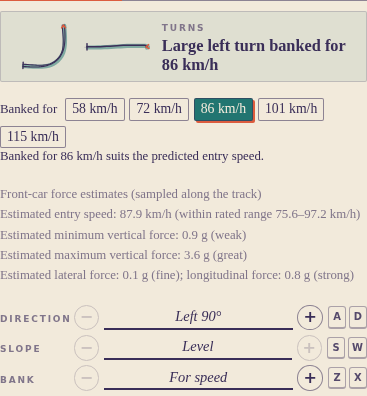 TURNS
Large left turn banked for
86 km/h
Banked for 58 km/h 72 km/h 86 km/h 101 km/h
115 km/h
Banked for 86 km/h suits the predicted entry speed.
Front-car force estimates (sampled along the track)
Estimated entry speed: 87.9 km/h (within rated range 75.6–97.2 km/h)
Estimated minimum vertical force: 0.9 g (weak)
Estimated maximum vertical force: 3.6 g (great)
Estimated lateral force: 0.1 g (fine); longitudinal force: 0.8 g (strong)
DIRECTION − Left 90° + A D
SLOPE − Level + S W
BANK − For speed + Z X